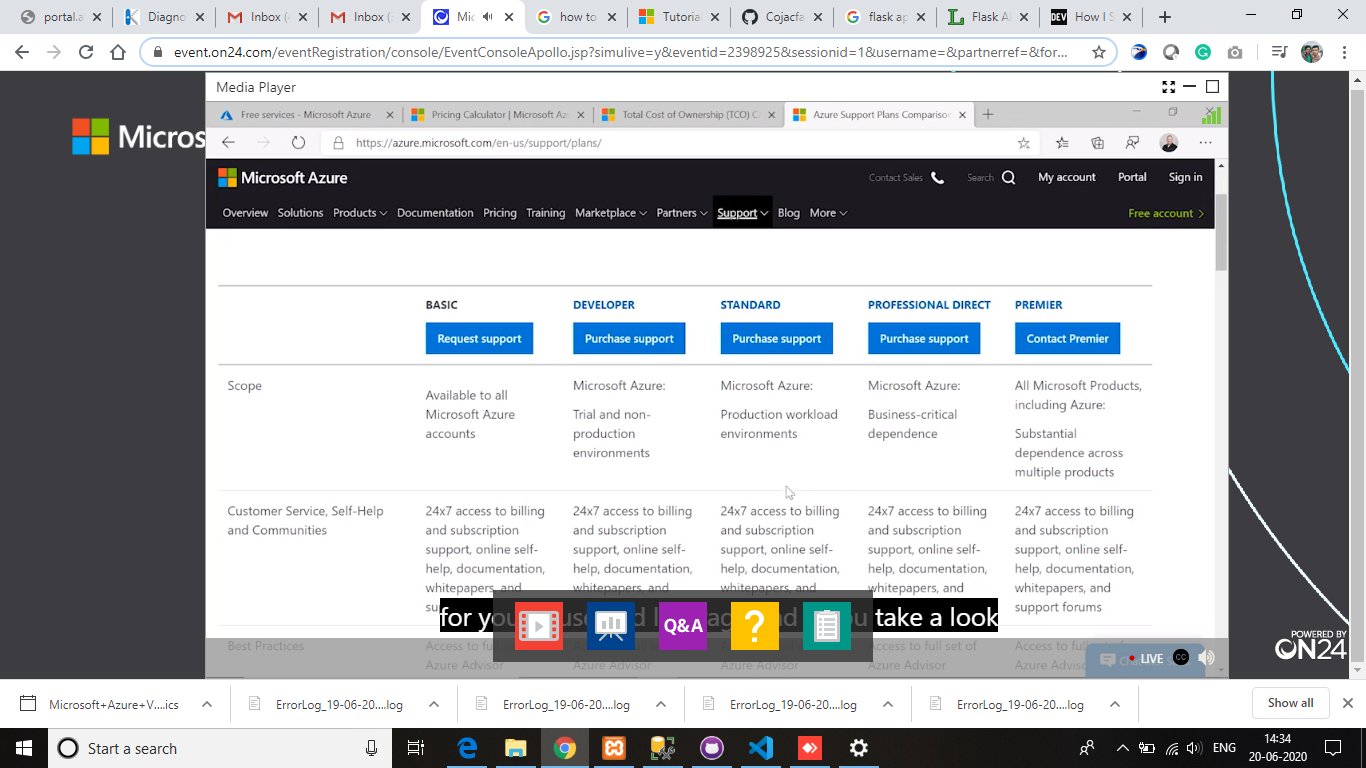 portal.a
Diagno
Inbox (
Inbox (
Mic
how to
Tutorial
Cojacfa
flask ap
Flask A
How I S
event.on24.com/eventRegistration/console/EventConsoleApollo.jsp?simulive=y&eventid=2398925&sessionid=1&username=&partnerref=&for...
Media Player
Free services - Microsoft Azure
Pricing Calculator | Microsoft Az
Total Cost of Ownership (TCO) C
Azure Support Plans Comparison
Micros
https://azure.microsoft.com/en-us/support/plans/
Microsoft Azure
Contact Sales
Search
My account
Portal
Sign in
Overview Solutions Products Documentation Pricing Training Marketplace Partners Support Blog More
Free account
BASIC DEVELOPER STANDARD PROFESSIONAL DIRECT PREMIER
Request support Purchase support Purchase support Purchase support Contact Premier
Scope
Available to all
Microsoft Azure
accounts
Microsoft Azure:
Trial and non-
production
environments
Microsoft Azure:
Production workload
environments
Microsoft Azure:
Business-critical
dependence
All Microsoft Products,
including Azure:
Substantial
dependence across
multiple products
Customer Service, Self-Help
and Communities
24x7 access to billing
and subscription
support, online self-
help, documentation,
whitepapers, and
24x7 access to billing
and subscription
support, online self-
help, documentation,
whitepapers, and
24x7 access to billing
and subscription
support, online self-
help, documentation,
whitepapers, and
24x7 access to billing
and subscription
support, online self-
help, documentation,
whitepapers, and
24x7 access to billing
and subscription
support, online self-
help, documentation,
whitepapers, and
support forums
for you take a look
Q&A
?
Best Practices
Access to full set of
Azure Advisor
Access to full set of
Azure Advisor
Access to full set of
Azure Advisor
LIVE
CC
POWERED BY
ON24
Microsoft+Azure+V....ics
ErrorLog_19-06-20....log
ErrorLog_19-06-20....log
ErrorLog_19-06-20....log
ErrorLog_19-06-20....log
Show all
Start a search
ENG
14:34
20-06-2020